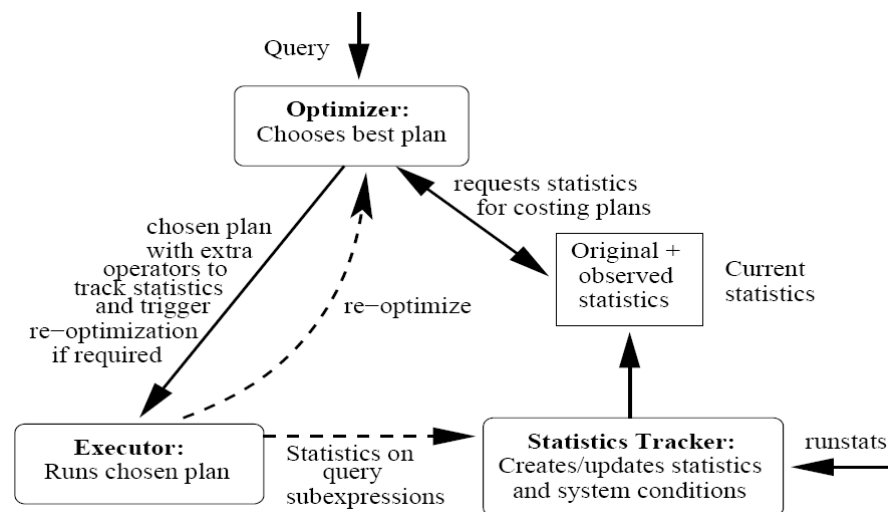 Query
Optimizer:
Chooses best plan
requests statistics
for costing plans
chosen plan
with extra
operators to
track statistics
and trigger
re−optimization
if required
re−optimize
Original +
observed
statistics
Current
statistics
Executor:
Runs chosen plan
Statistics on
query
subexpressions
Statistics Tracker:
Creates/updates statistics
and system conditions
runstats